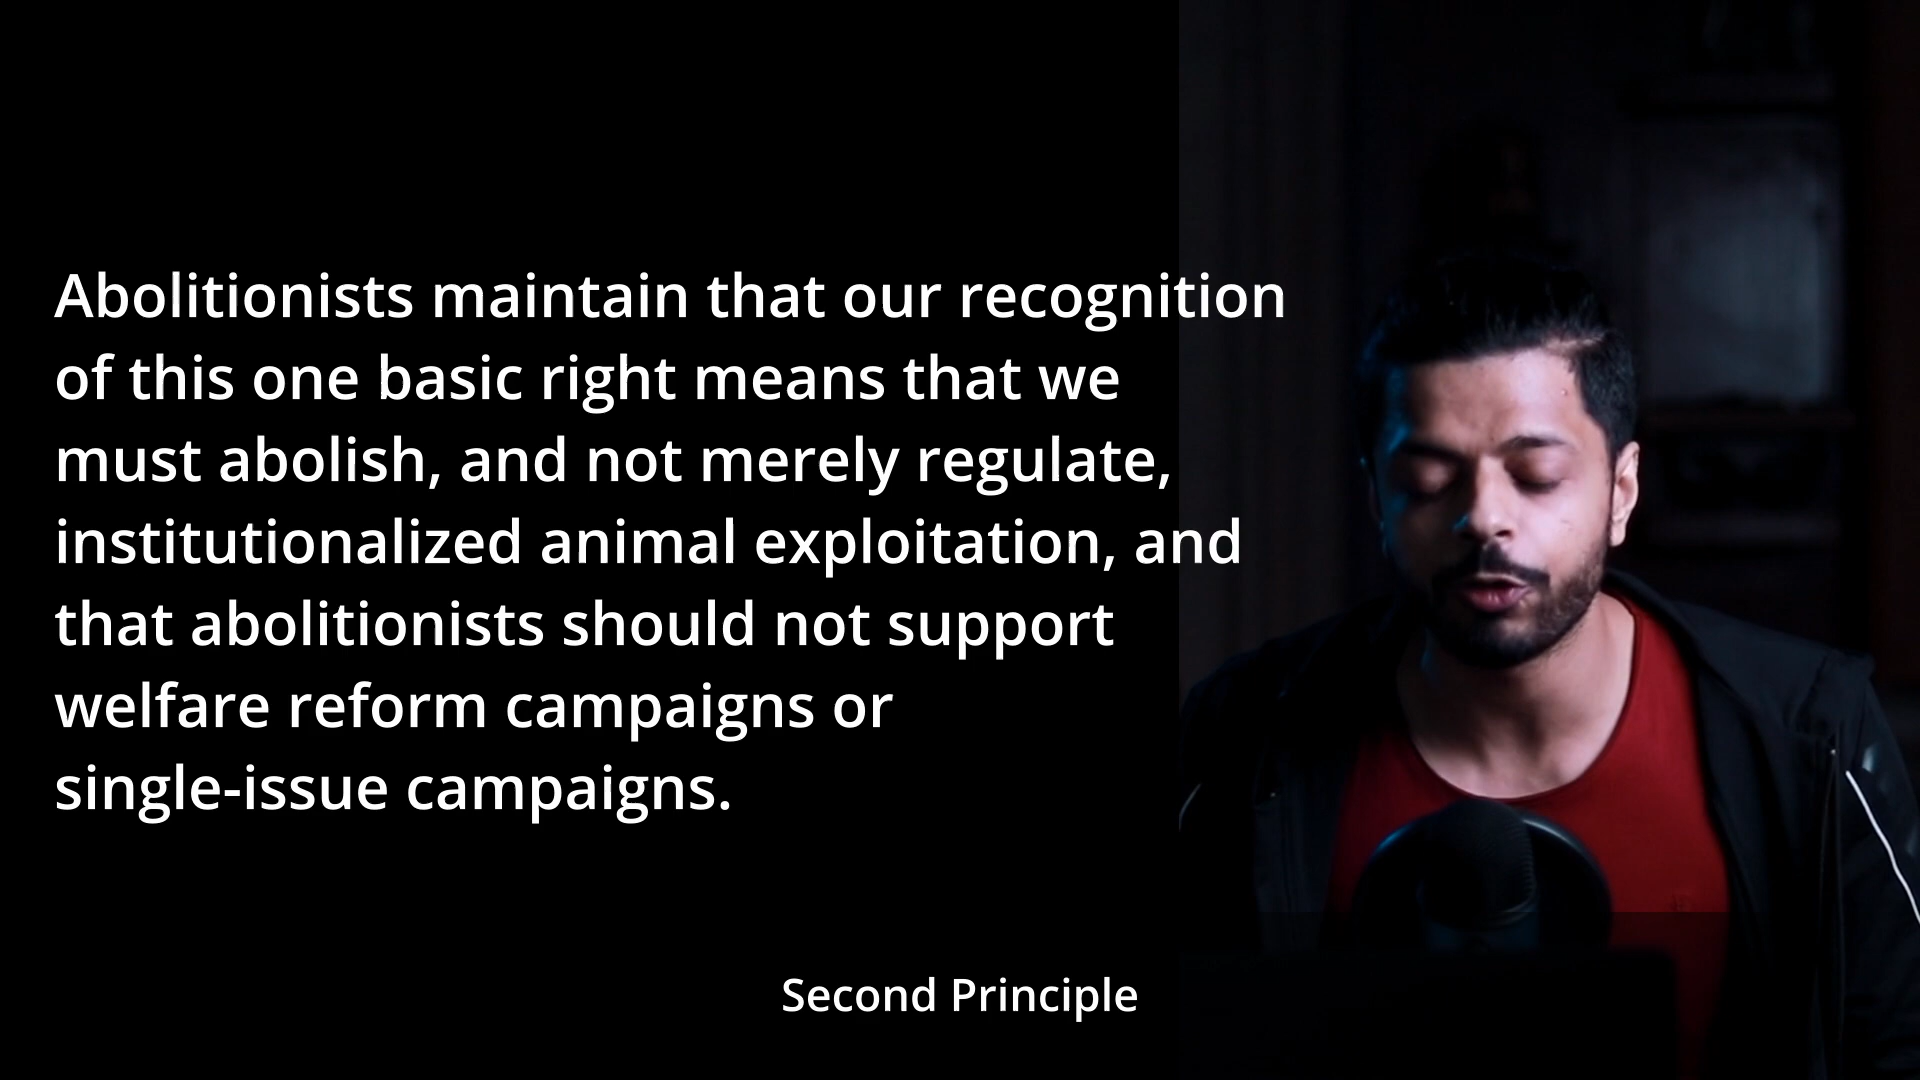 Abolitionists maintain that our recognition
of this one basic right means that we
must abolish, and not merely regulate,
institutionalized animal exploitation, and
that abolitionists should not support
welfare reform campaigns or
single-issue campaigns.
Second Principle